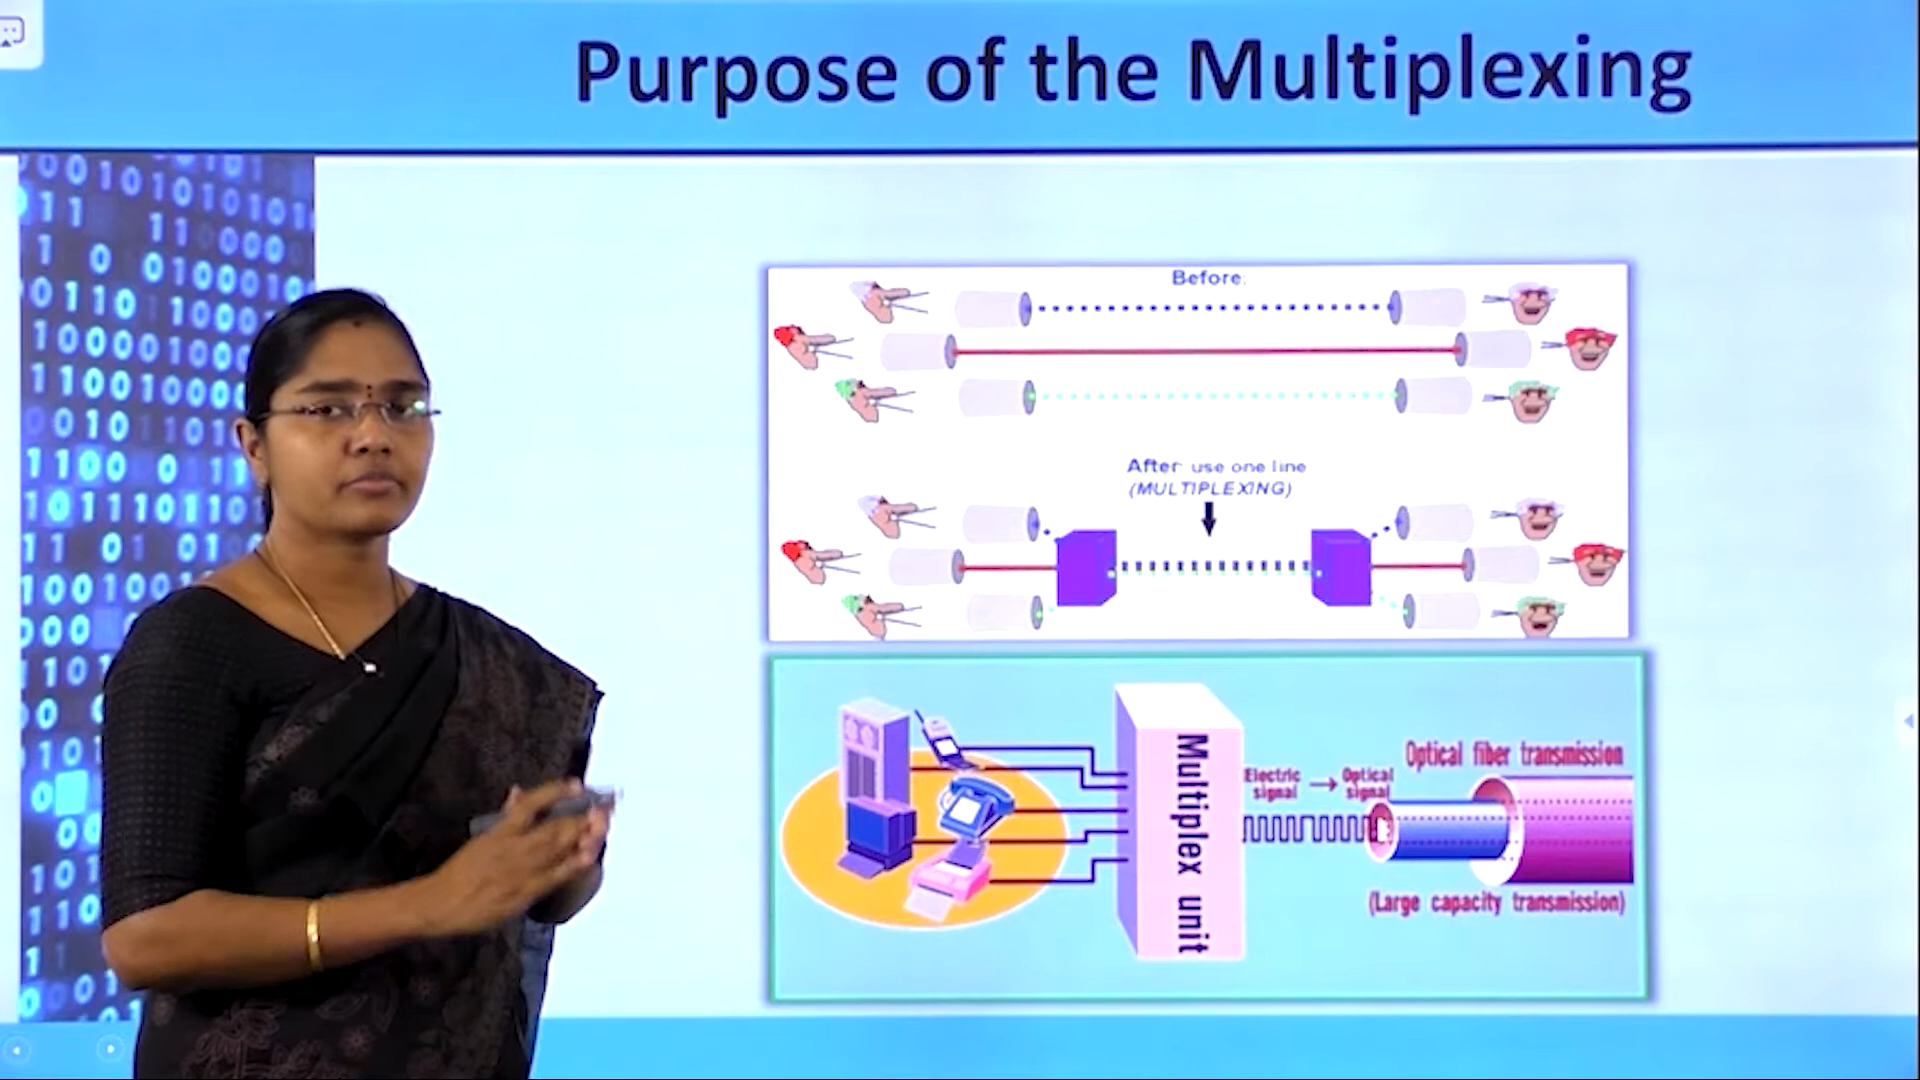 Purpose of the Multiplexing
Before:
After: use one line
(MULTIPLEXING)
Multiplex unit
Electric signal → Optical signal
Optical fiber transmission
(Large capacity transmission)